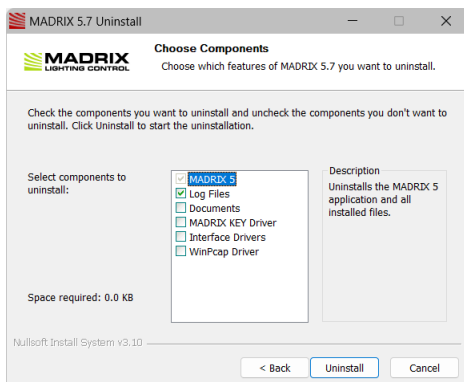 MADRIX 5.7 Uninstall
MADRIX
LIGHTING CONTROL
Choose Components
Choose which features of MADRIX 5.7 you want to uninstall.
Check the components you want to uninstall and uncheck the components you don't want to
uninstall. Click Uninstall to start the uninstallation.
Select components to
uninstall:
MADRIX 5
Log Files
Documents
MADRIX KEY Driver
Interface Drivers
WinPcap Driver
Description
Uninstalls the MADRIX 5
application and all
installed files.
Space required: 0.0 KB
Nullsoft Install System v3.10
< Back
Uninstall
Cancel